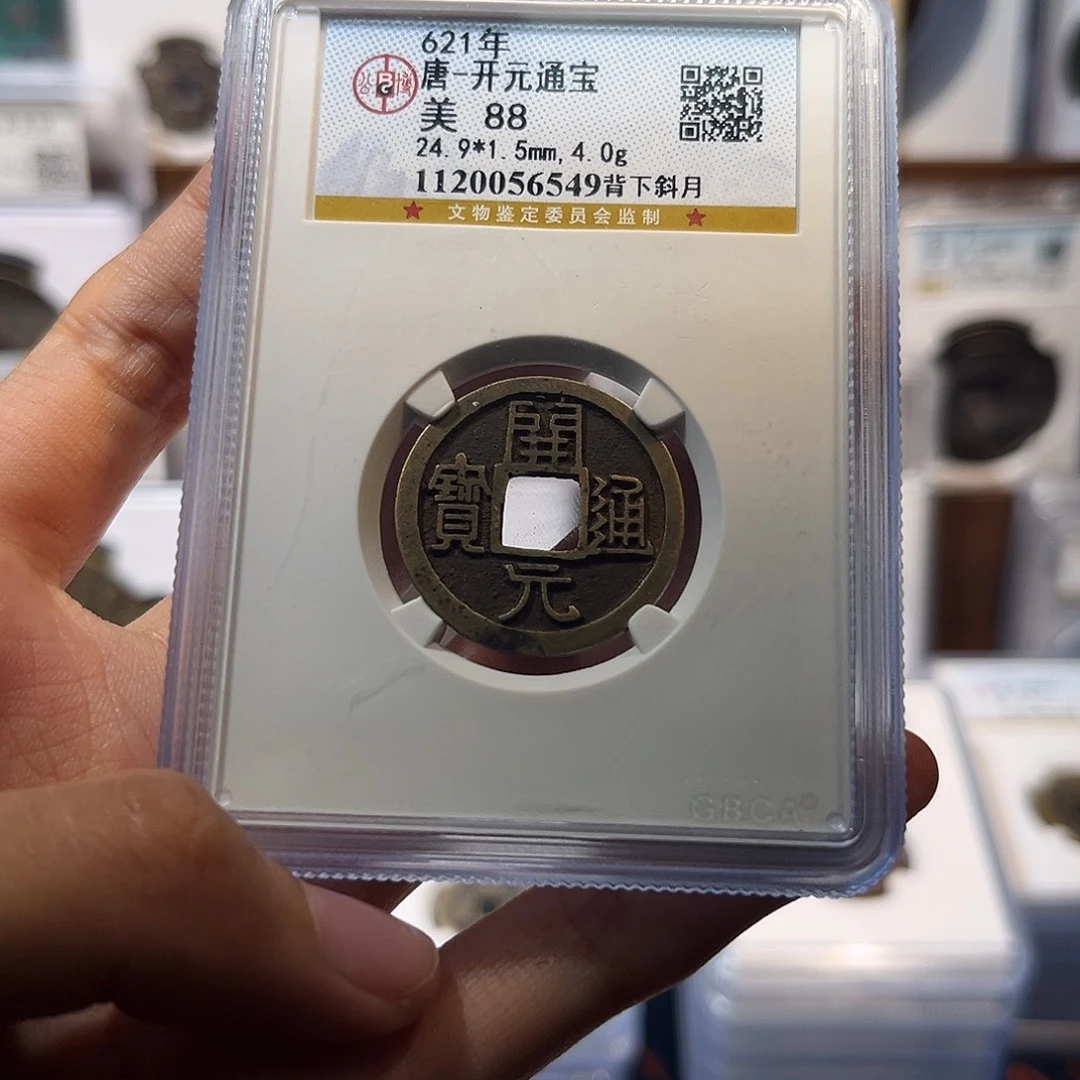 621年
唐-开元通宝
美 88
24.9*1.5mm,4.0g
1120056549背下斜月
★ 文物鉴定委员会监制 ★
開
元
通
寶
GBCA®